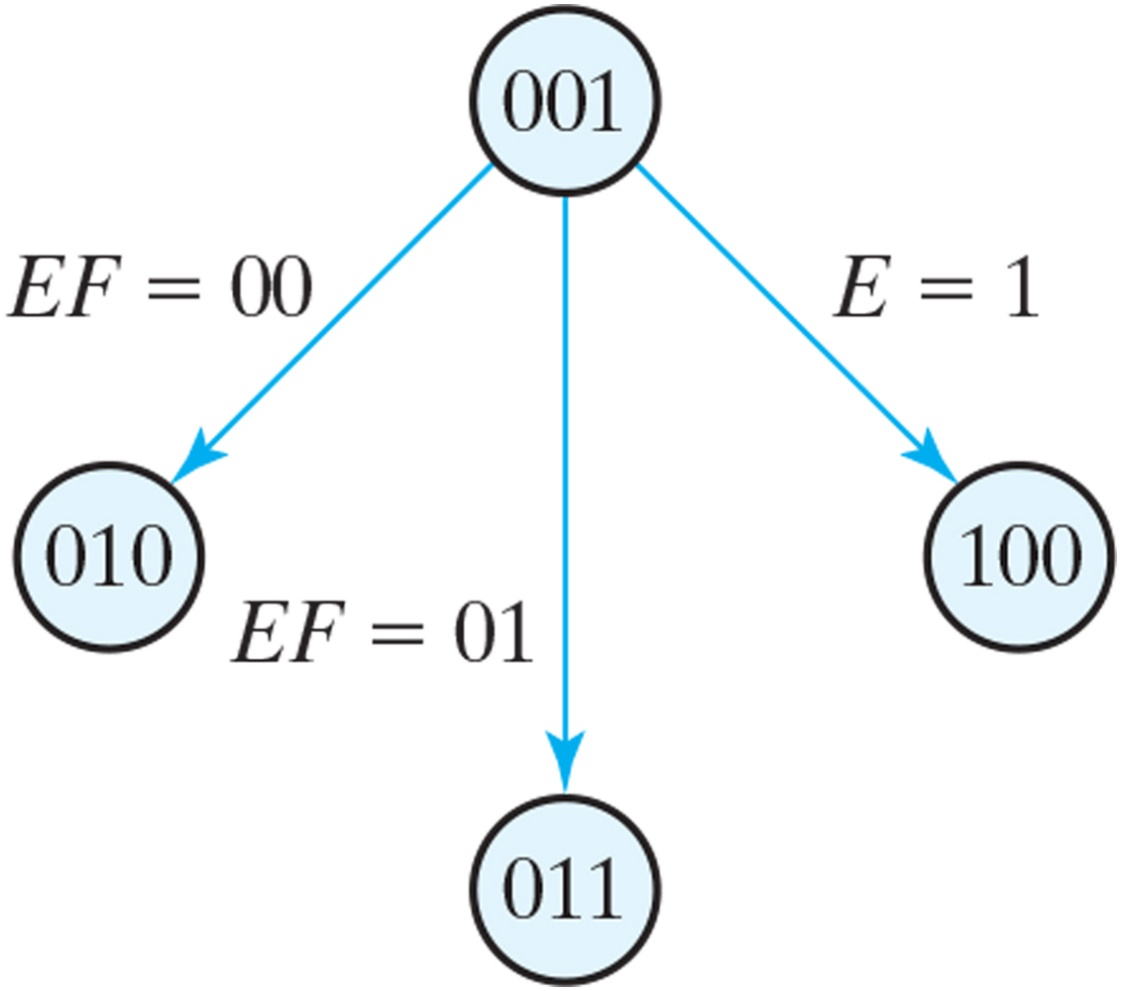 001
EF = 00
E = 1
010
100
EF = 01
011